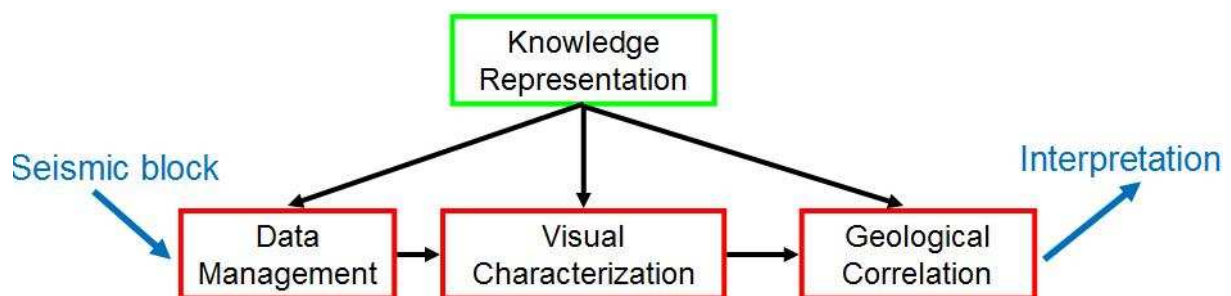 Knowledge
Representation
Seismic block
Interpretation
Data
Management
Visual
Characterization
Geological
Correlation